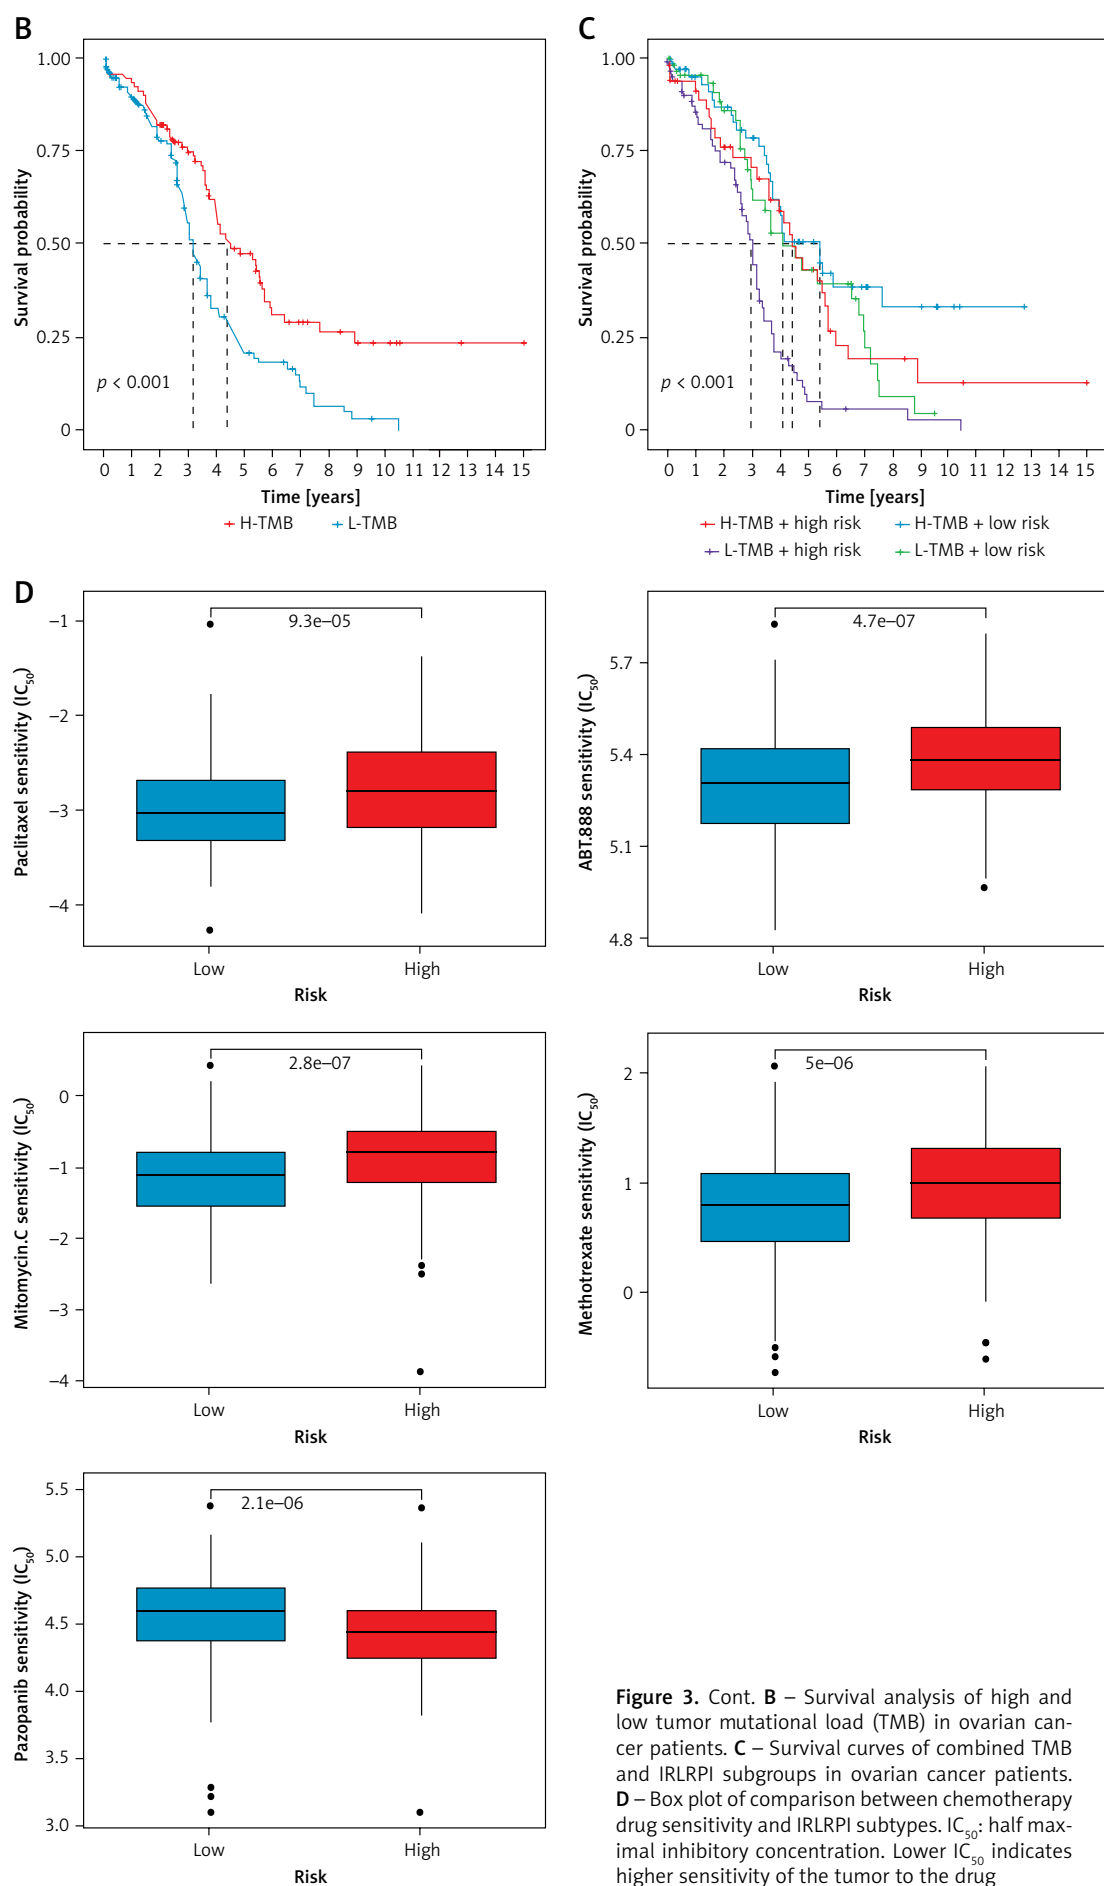 B
Survival probability
1.00
0.75
0.50
0.25
0
p < 0.001
0 1 2 3 4 5 6 7 8 9 10 11 12 13 14 15
Time [years]
H-TMB L-TMB
C
Survival probability
1.00
0.75
0.50
0.25
0
p < 0.001
0 1 2 3 4 5 6 7 8 9 10 11 12 13 14 15
Time [years]
H-TMB + high risk H-TMB + low risk
L-TMB + high risk L-TMB + low risk
D
Paclitaxel sensitivity (IC50)
−1
−2
−3
−4
9.3e−05
Low High
Risk
ABT.888 sensitivity (IC50)
5.7
5.4
5.1
4.8
4.7e−07
Low High
Risk
Mitomycin.C sensitivity (IC50)
0
−1
−2
−3
−4
2.8e−07
Low High
Risk
Methotrexate sensitivity (IC50)
2
1
0
5e−06
Low High
Risk
Pazopanib sensitivity (IC50)
5.5
5.0
4.5
4.0
3.5
3.0
2.1e−06
Low High
Risk
Figure 3. Cont. B – Survival analysis of high and
low tumor mutational load (TMB) in ovarian can-
cer patients. C – Survival curves of combined TMB
and IRLRPI subgroups in ovarian cancer patients.
D – Box plot of comparison between chemotherapy
drug sensitivity and IRLRPI subtypes. IC50: half max-
imal inhibitory concentration. Lower IC50 indicates
higher sensitivity of the tumor to the drug